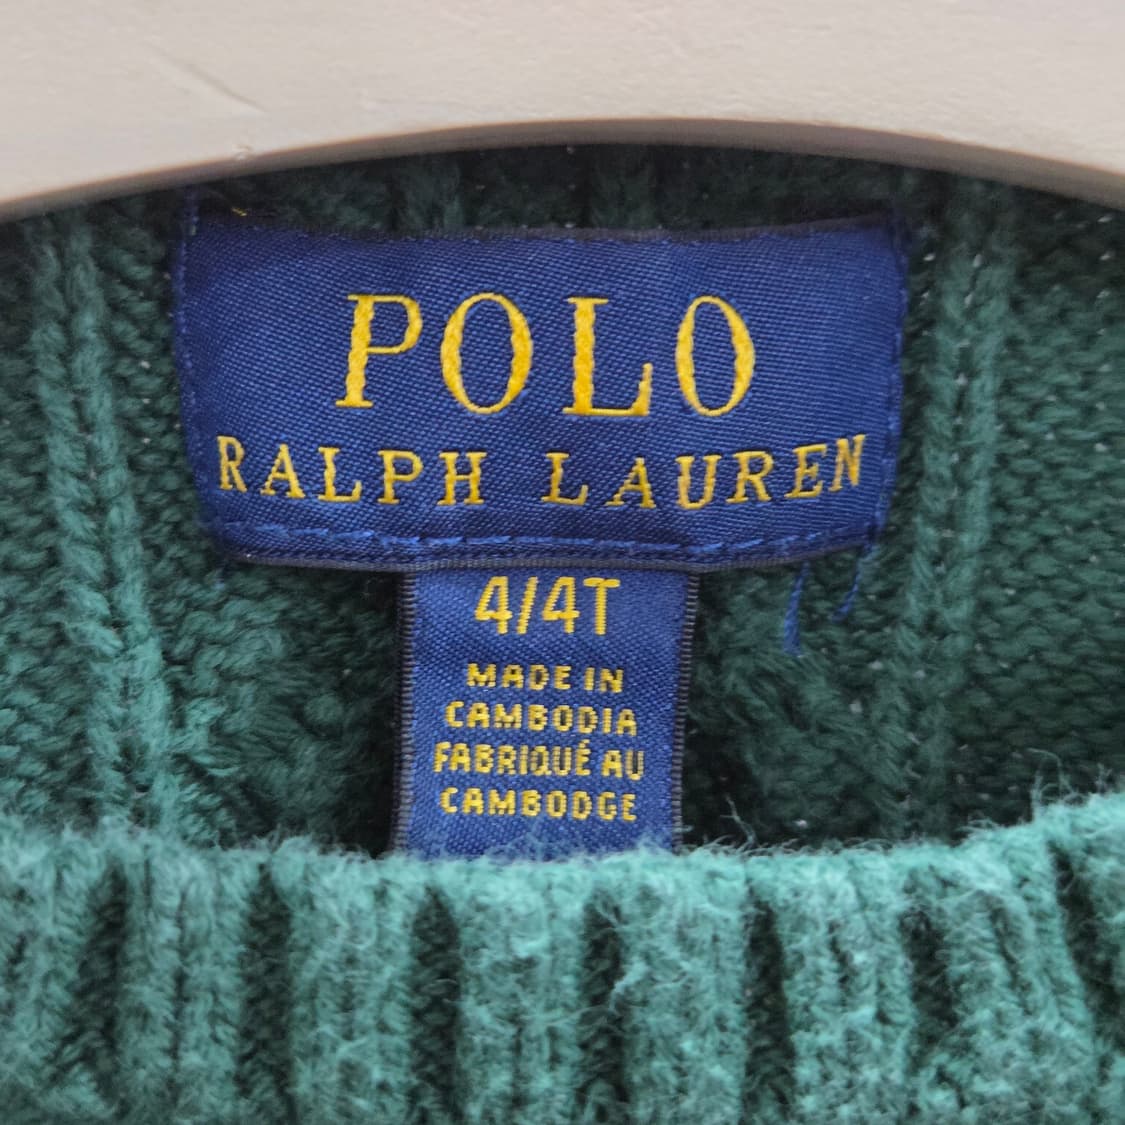 POLO
RALPH LAUREN
4/4T
MADE IN
CAMBODIA
FABRIQUÉ AU
CAMBODGE